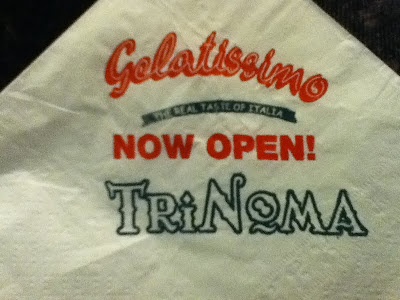 Gelatissimo
THE REAL TASTE OF ITALIA
NOW OPEN!
TRiNOMA